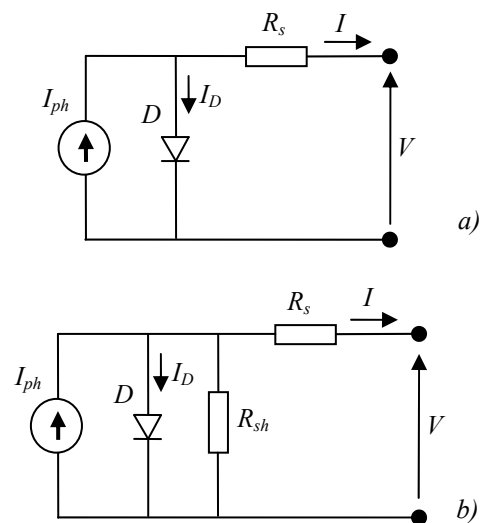 R_s I
I_ph D I_D V
a)
R_s I
I_ph D I_D R_sh V
b)